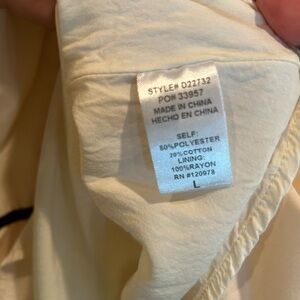 STYLE# D22732
PO# 33957
MADE IN CHINA
HECHO EN CHINA
SELF:
80%POLYESTER
20%COTTON
LINING:
100%RAYON
RN #120978
L